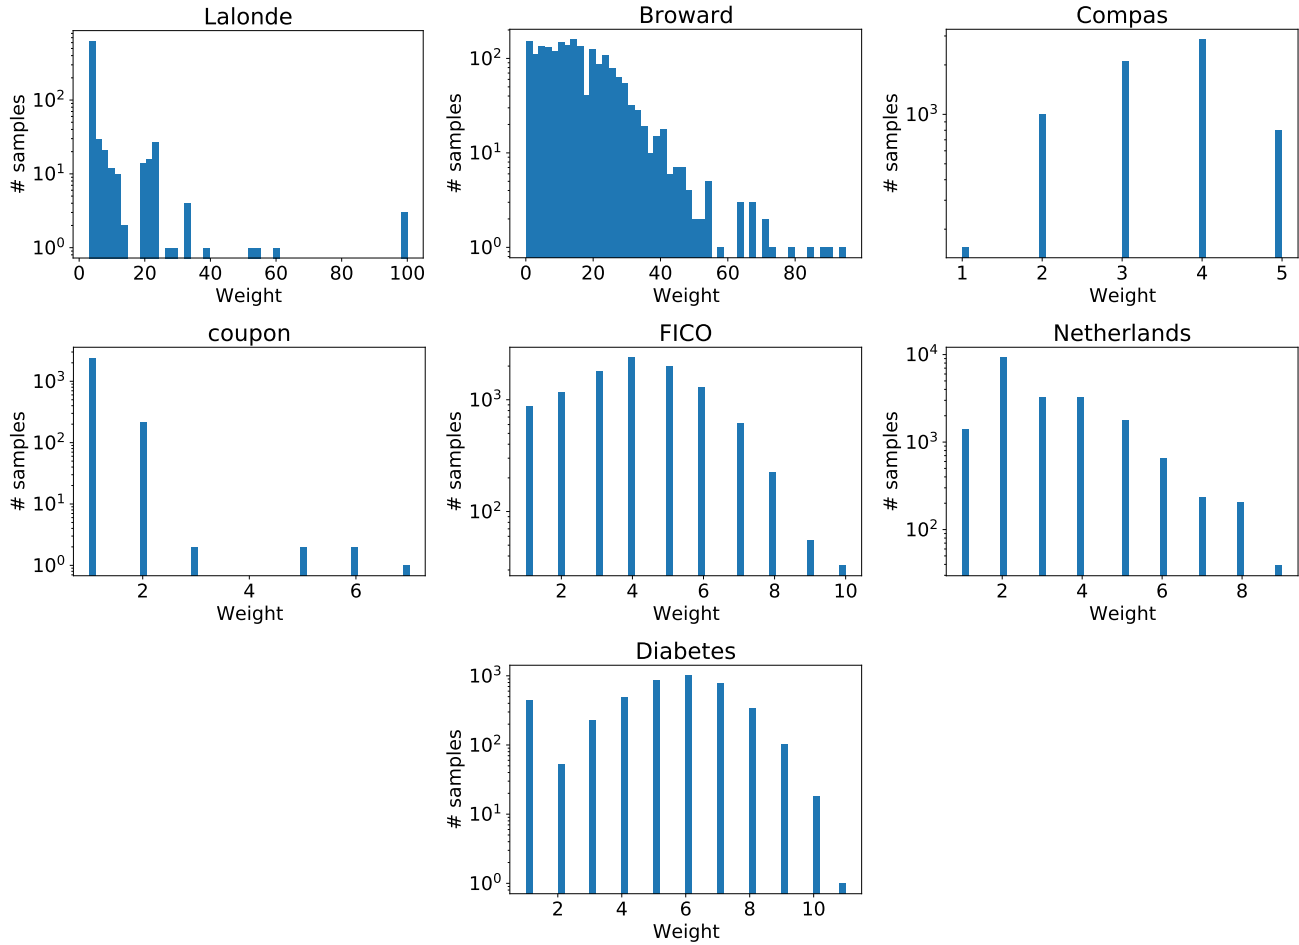 Lalonde
# samples
10^2
10^1
10^0
0 20 40 60 80 100
Weight
Broward
# samples
10^2
10^1
10^0
0 20 40 60 80
Weight
Compas
# samples
10^3
1 2 3 4 5
Weight
coupon
# samples
10^3
10^2
10^1
10^0
2 4 6
Weight
FICO
# samples
10^3
10^2
2 4 6 8 10
Weight
Netherlands
# samples
10^4
10^3
10^2
2 4 6 8
Weight
Diabetes
# samples
10^3
10^2
10^1
10^0
2 4 6 8 10
Weight